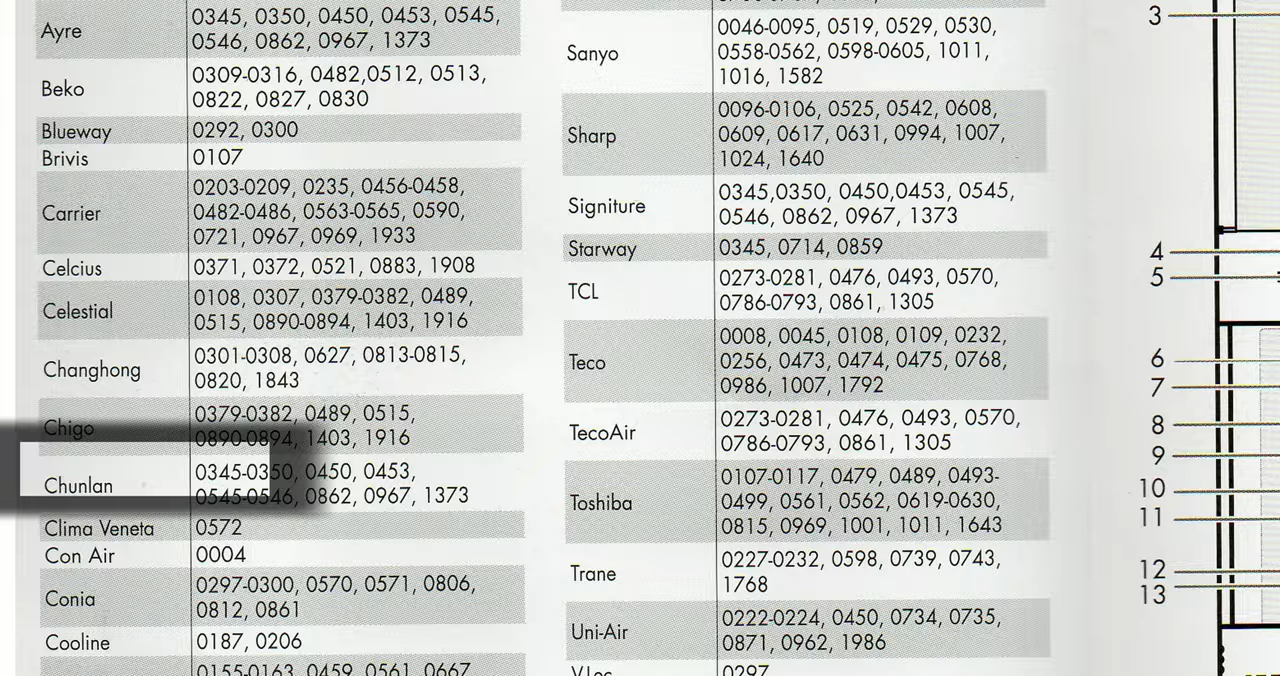 Ayre
0345, 0350, 0450, 0453, 0545,
0546, 0862, 0967, 1373
Beko
0309-0316, 0482,0512, 0513,
0822, 0827, 0830
Blueway
0292, 0300
Brivis
0107
Carrier
0203-0209, 0235, 0456-0458,
0482-0486, 0563-0565, 0590,
0721, 0967, 0969, 1933
Celcius
0371, 0372, 0521, 0883, 1908
Celestial
0108, 0307, 0379-0382, 0489,
0515, 0890-0894, 1403, 1916
Changhong
0301-0308, 0627, 0813-0815,
0820, 1843
Chigo
0379-0382, 0489, 0515,
0890-0894, 1403, 1916
Chunlan
0345-0350, 0450, 0453,
0545-0546, 0862, 0967, 1373
Clima Veneta
0572
Con Air
0004
Conia
0297-0300, 0570, 0571, 0806,
0812, 0861
Cooline
0187, 0206
0155-0163, 0459, 0561, 0667
Sanyo
0046-0095, 0519, 0529, 0530,
0558-0562, 0598-0605, 1011,
1016, 1582
Sharp
0096-0106, 0525, 0542, 0608,
0609, 0617, 0631, 0994, 1007,
1024, 1640
Signiture
0345,0350, 0450,0453, 0545,
0546, 0862, 0967, 1373
Starway
0345, 0714, 0859
TCL
0273-0281, 0476, 0493, 0570,
0786-0793, 0861, 1305
Teco
0008, 0045, 0108, 0109, 0232,
0256, 0473, 0474, 0475, 0768,
0986, 1007, 1792
TecoAir
0273-0281, 0476, 0493, 0570,
0786-0793, 0861, 1305
Toshiba
0107-0117, 0479, 0489, 0493-
0499, 0561, 0562, 0619-0630,
0815, 0969, 1001, 1011, 1643
Trane
0227-0232, 0598, 0739, 0743,
1768
Uni-Air
0222-0224, 0450, 0734, 0735,
0871, 0962, 1986
0297
3
4
5
6
7
8
9
10
11
12
13